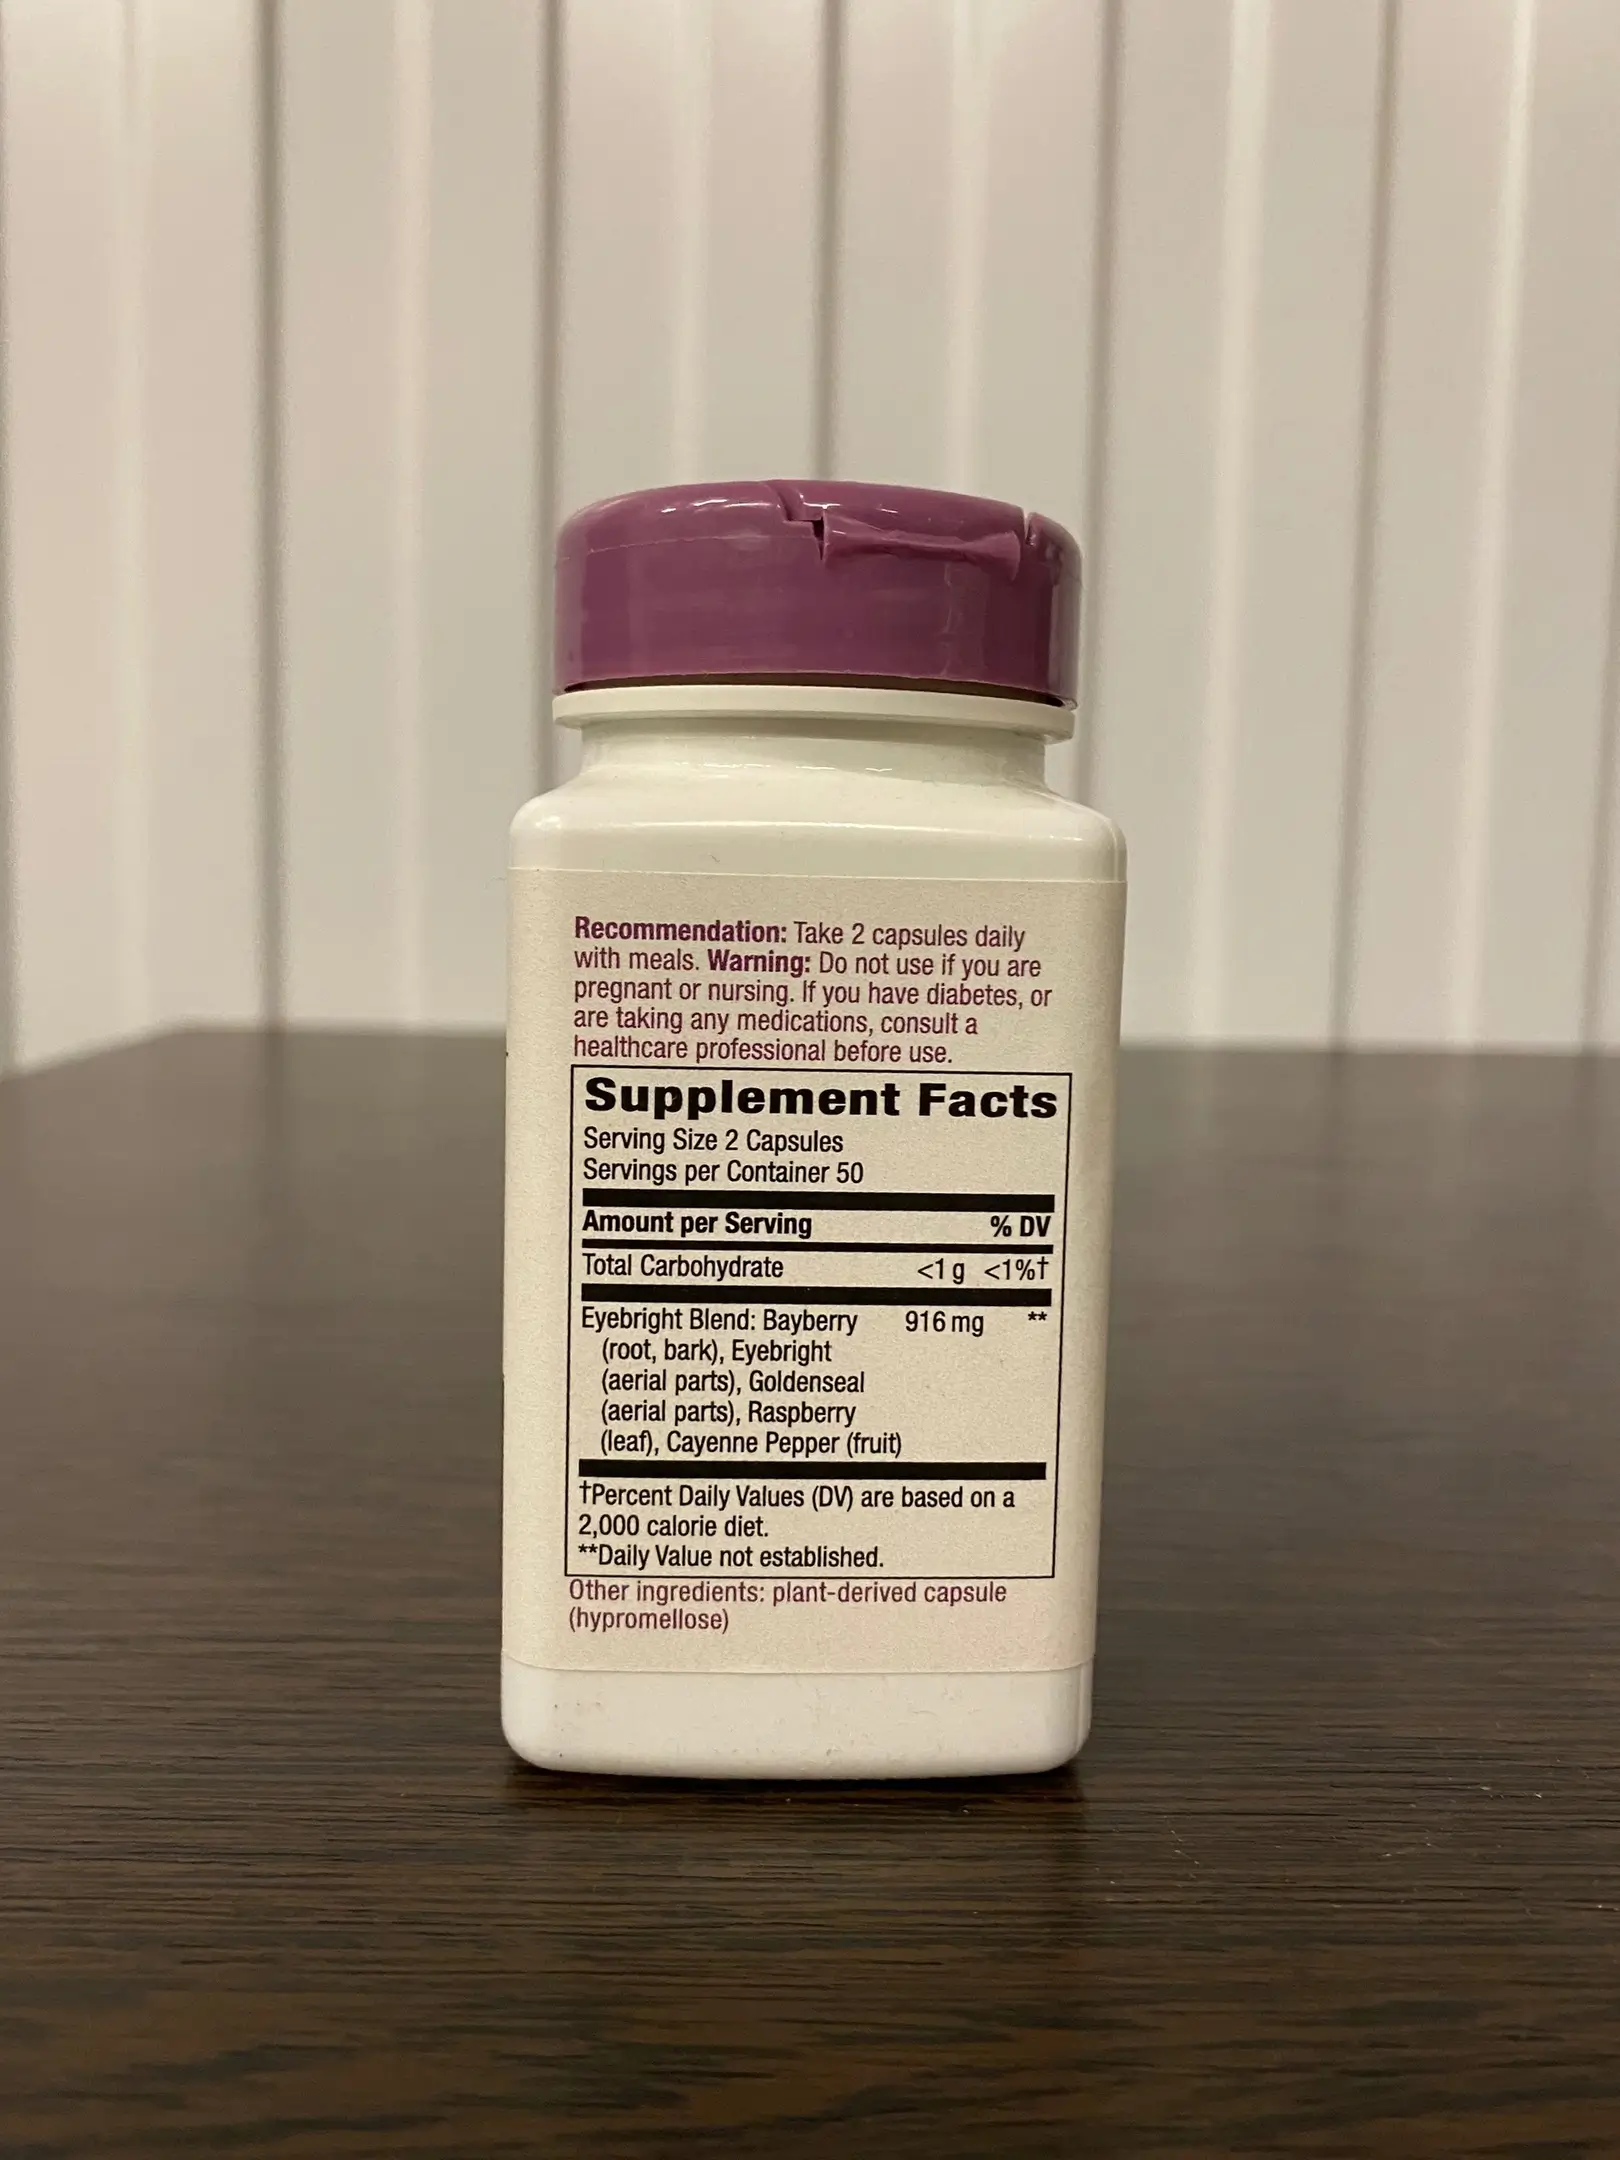 Recommendation: Take 2 capsules daily
with meals. Warning: Do not use if you are
pregnant or nursing. If you have diabetes, or
are taking any medications, consult a
healthcare professional before use.
Supplement Facts
Serving Size 2 Capsules
Servings per Container 50
Amount per Serving % DV
Total Carbohydrate <1 g <1%†
Eyebright Blend: Bayberry 916 mg **
(root, bark), Eyebright
(aerial parts), Goldenseal
(aerial parts), Raspberry
(leaf), Cayenne Pepper (fruit)
†Percent Daily Values (DV) are based on a
2,000 calorie diet.
**Daily Value not established.
Other ingredients: plant-derived capsule
(hypromellose)